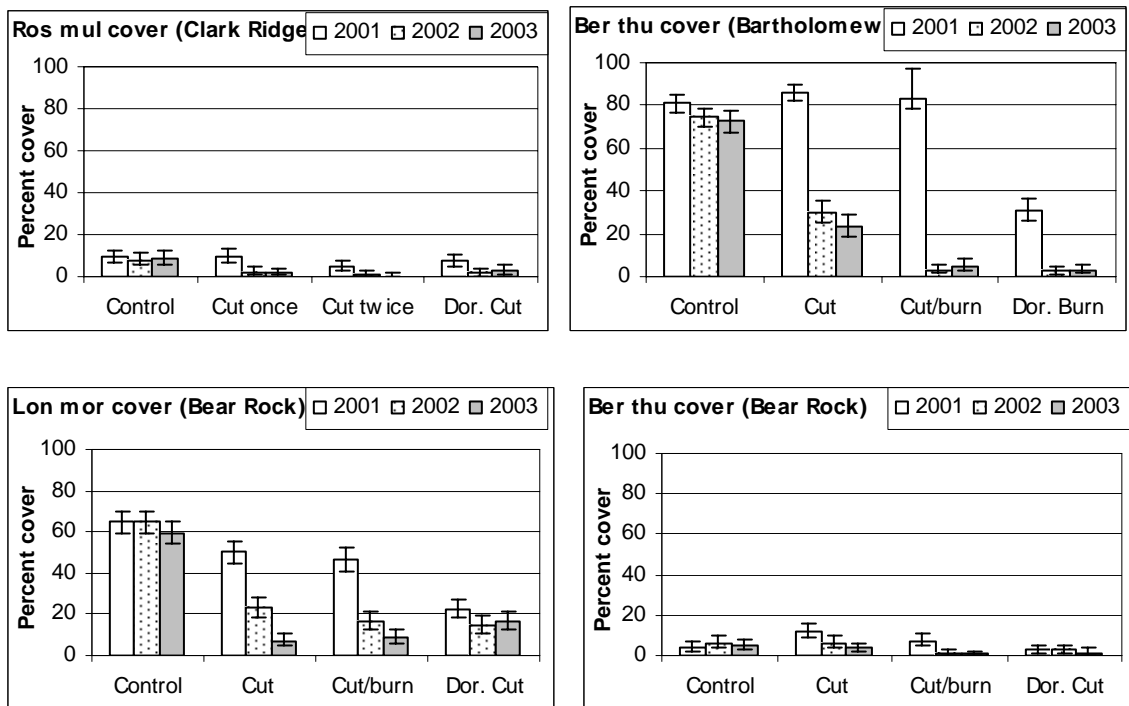 Ros mul cover (Clark Ridge
2001 2002 2003
Percent cover
100
80
60
40
20
0
Control Cut once Cut twice Dor. Cut
Ber thu cover (Bartholomew
2001 2002 2003
Percent cover
100
80
60
40
20
0
Control Cut Cut/burn Dor. Burn
Lon mor cover (Bear Rock)
2001 2002 2003
Percent cover
100
80
60
40
20
0
Control Cut Cut/burn Dor. Cut
Ber thu cover (Bear Rock)
2001 2002 2003
Percent cover
100
80
60
40
20
0
Control Cut Cut/burn Dor. Cut